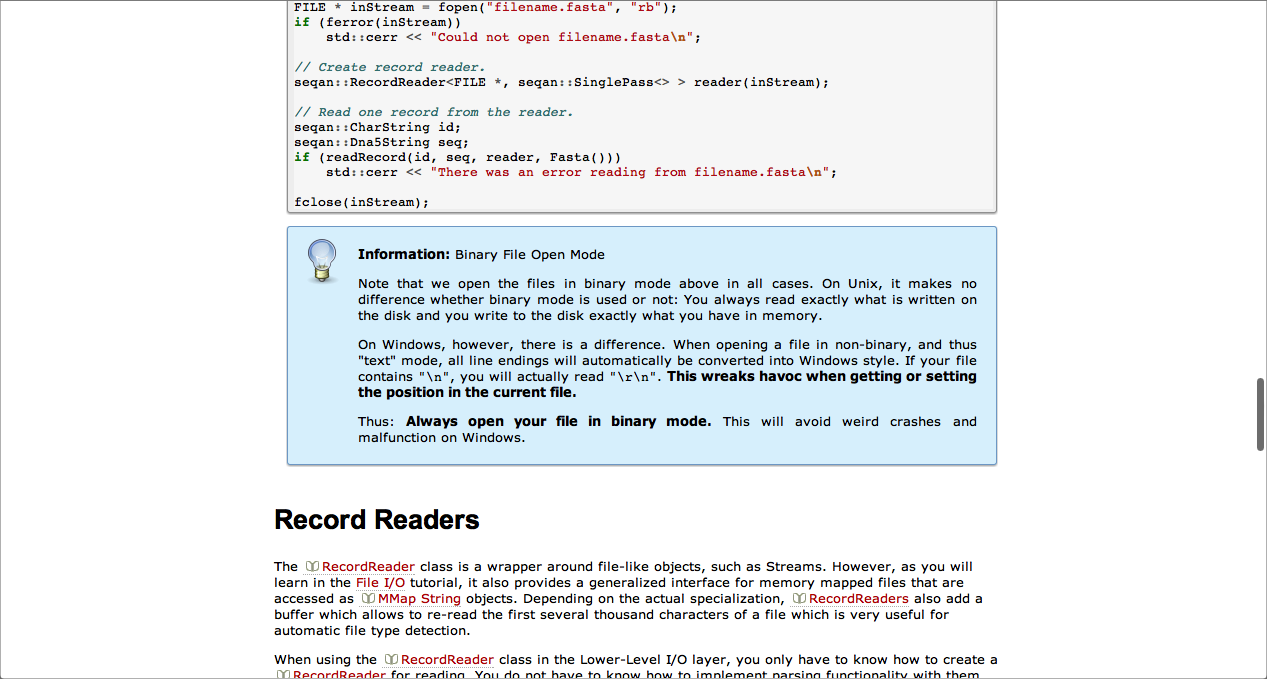 FILE * inStream = fopen("filename.fasta", "rb");
if (ferror(inStream))
    std::cerr << "Could not open filename.fasta\n";
// Create record reader.
seqan::RecordReader<FILE *, seqan::SinglePass<> > reader(inStream);
// Read one record from the reader.
seqan::CharString id;
seqan::Dna5String seq;
if (readRecord(id, seq, reader, Fasta()))
    std::cerr << "There was an error reading from filename.fasta\n";
fclose(inStream);
Information: Binary File Open Mode
Note that we open the files in binary mode above in all cases. On Unix, it makes no
difference whether binary mode is used or not: You always read exactly what is written on
the disk and you write to the disk exactly what you have in memory.
On Windows, however, there is a difference. When opening a file in non-binary, and thus
"text" mode, all line endings will automatically be converted into Windows style. If your file
contains "\n", you will actually read "\r\n". This wreaks havoc when getting or setting
the position in the current file.
Thus: Always open your file in binary mode. This will avoid weird crashes and
malfunction on Windows.
Record Readers
The RecordReader class is a wrapper around file-like objects, such as Streams. However, as you will
learn in the File I/O tutorial, it also provides a generalized interface for memory mapped files that are
accessed as MMap String objects. Depending on the actual specialization, RecordReaders also add a
buffer which allows to re-read the first several thousand characters of a file which is very useful for
automatic file type detection.
When using the RecordReader class in the Lower-Level I/O layer, you only have to know how to create a
RecordReader for reading. You do not have to know how to implement parsing functionality with them